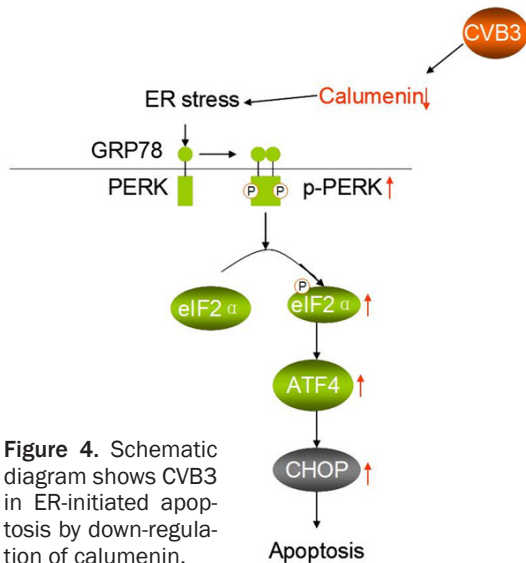 CVB3
ER stress
Calumenin↓
GRP78
PERK
P
P
p-PERK↑
eIF2 α
P
eIF2 α ↑
ATF4 ↑
CHOP ↑
Apoptosis
Figure 4. Schematic
diagram shows CVB3
in ER-initiated apop-
tosis by down-regula-
tion of calumenin.